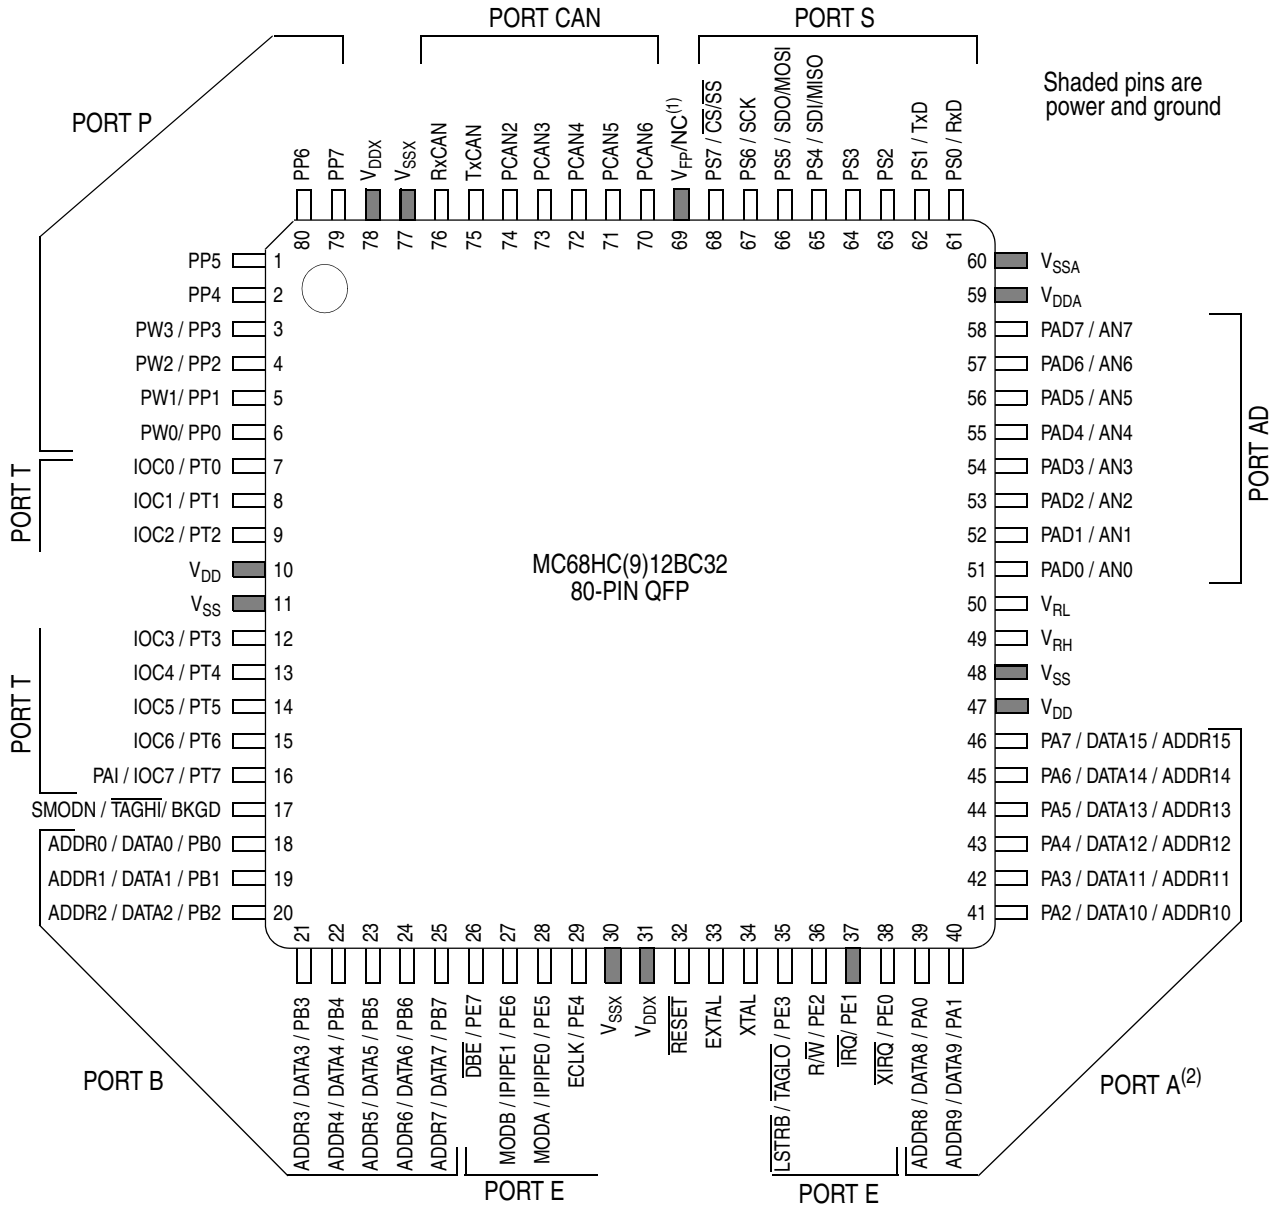 PORT CAN
PORT S
Shaded pins are
power and ground
PORT P
PP6
PP7
VDDX
VSSX
RxCAN
TxCAN
PCAN2
PCAN3
PCAN4
PCAN5
PCAN6
VFP/NC(1)
PS7 / CS/SS
PS6 / SCK
PS5 / SDO/MOSI
PS4 / SDI/MISO
PS3
PS2
PS1 / TxD
PS0 / RxD
80
79
78
77
76
75
74
73
72
71
70
69
68
67
66
65
64
63
62
61
PP5 1
PP4 2
PW3 / PP3 3
PW2 / PP2 4
PW1/ PP1 5
PW0/ PP0 6
PORT T
IOC0 / PT0 7
IOC1 / PT1 8
IOC2 / PT2 9
VDD 10
VSS 11
PORT T
IOC3 / PT3 12
IOC4 / PT4 13
IOC5 / PT5 14
IOC6 / PT6 15
PAI / IOC7 / PT7 16
SMODN / TAGHI/ BKGD 17
ADDR0 / DATA0 / PB0 18
ADDR1 / DATA1 / PB1 19
ADDR2 / DATA2 / PB2 20
MC68HC(9)12BC32
80-PIN QFP
60 VSSA
59 VDDA
58 PAD7 / AN7
57 PAD6 / AN6
56 PAD5 / AN5
55 PAD4 / AN4
54 PAD3 / AN3
53 PAD2 / AN2
52 PAD1 / AN1
51 PAD0 / AN0
PORT AD
50 VRL
49 VRH
48 VSS
47 VDD
46 PA7 / DATA15 / ADDR15
45 PA6 / DATA14 / ADDR14
44 PA5 / DATA13 / ADDR13
43 PA4 / DATA12 / ADDR12
42 PA3 / DATA11 / ADDR11
41 PA2 / DATA10 / ADDR10
21
22
23
24
25
26
27
28
29
30
31
32
33
34
35
36
37
38
39
40
ADDR3 / DATA3 / PB3
ADDR4 / DATA4 / PB4
ADDR5 / DATA5 / PB5
ADDR6 / DATA6 / PB6
ADDR7 / DATA7 / PB7
DBE / PE7
MODB / IPIPE1 / PE6
MODA / IPIPE0 / PE5
ECLK / PE4
VSSX
VDDX
RESET
EXTAL
XTAL
LSTRB / TAGLO / PE3
R/W / PE2
IRQ/ PE1
XIRQ / PE0
ADDR8 / DATA8 / PA0
ADDR9 / DATA9 / PA1
PORT B
PORT A(2)
PORT E
PORT E